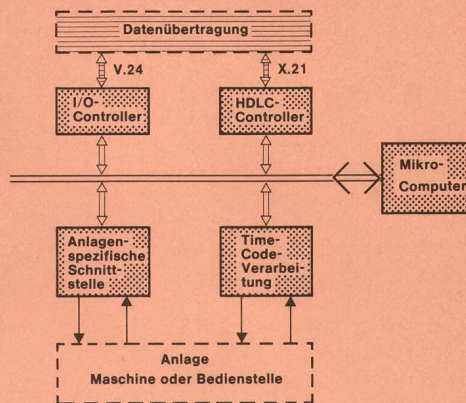 Datenübertragung
V.24
X.21
I/O-
Controller
HDLC-
Controller
Mikro-
Computer
Anlagen-
spezifische
Schnitt-
stelle
Time-
Code-
Verarbei-
tung
Anlage
Maschine oder Bedienstelle